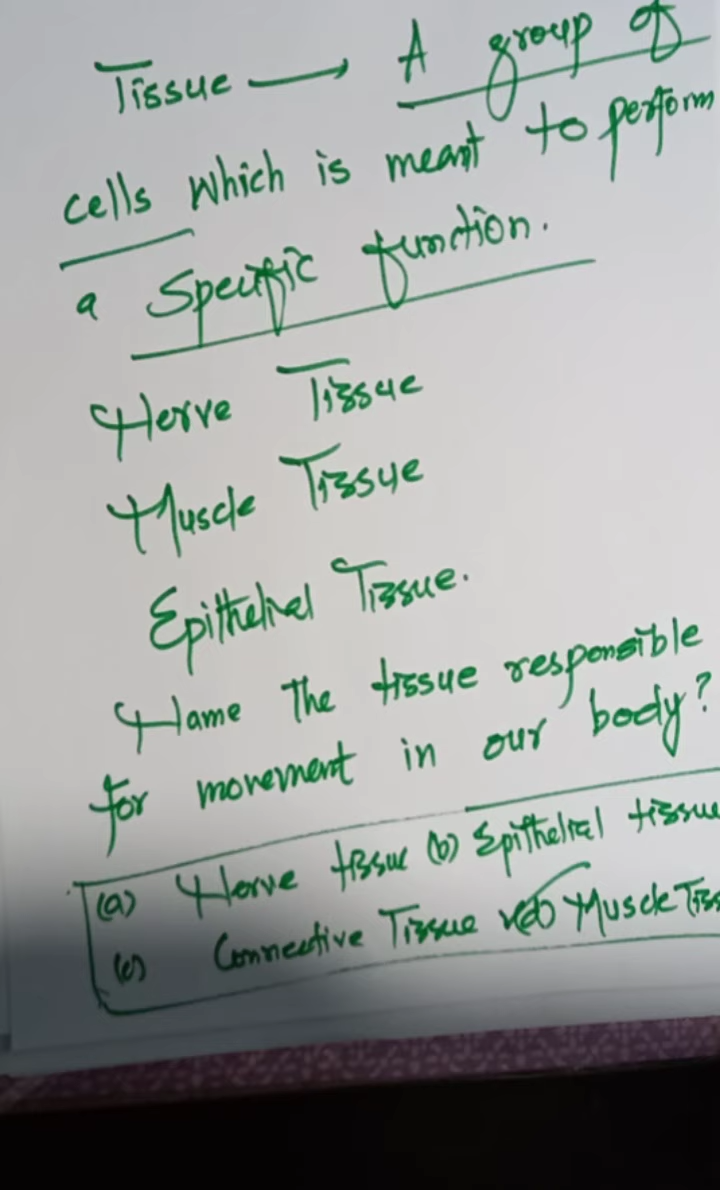 Tissue → A group of
cells which is meant to perform
a Specific function.
Nerve Tissue
Muscle Tissue
Epithelial Tissue.
Name The tissue responsible
for movement in our body?
(a) Nerve tissue (b) Epithelial tissue
(c) Connective Tissue (d) Muscle Tiss